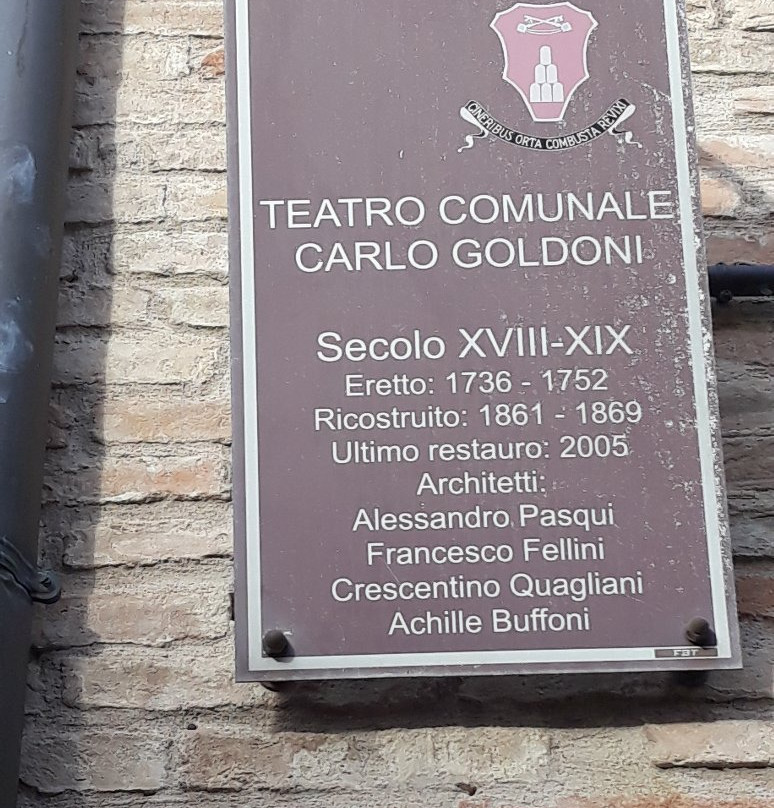 CINERIBUS ORTA COMBUSTA REVIXI
TEATRO COMUNALE
CARLO GOLDONI
Secolo XVIII-XIX
Eretto: 1736 - 1752
Ricostruito: 1861 - 1869
Ultimo restauro: 2005
Architetti:
Alessandro Pasqui
Francesco Fellini
Crescentino Quagliani
Achille Buffoni
FBT